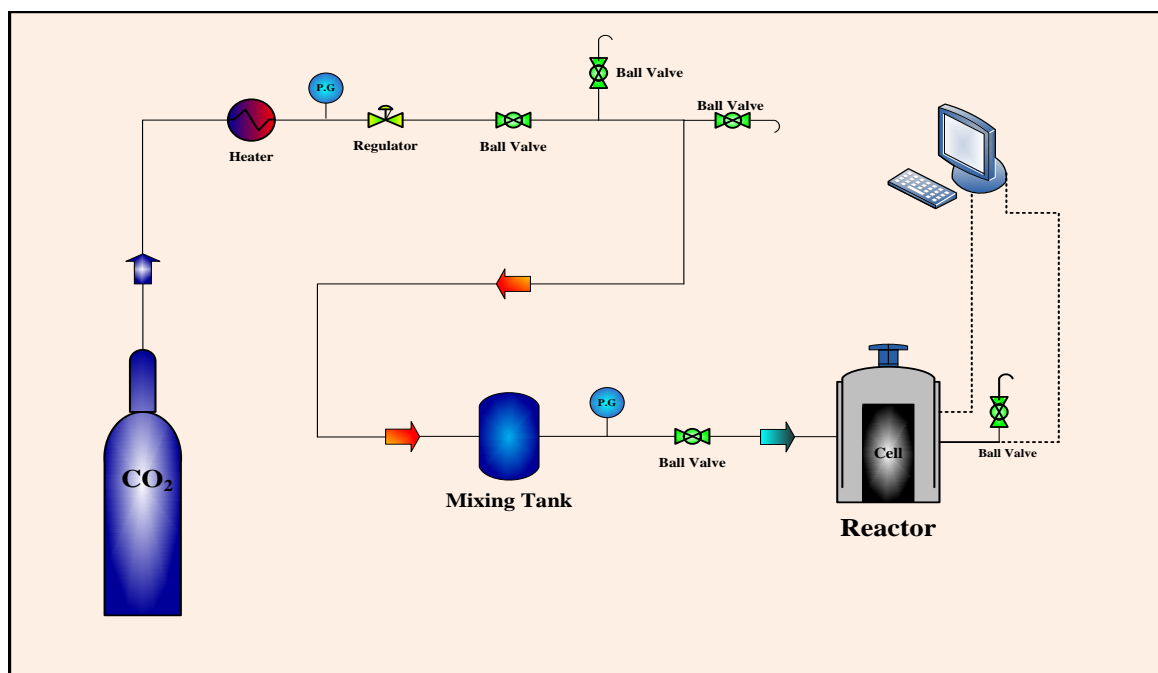 Ball Valve
P.G
Ball Valve
Heater
Regulator
Ball Valve
P.G
Cell
Ball Valve
Ball Valve
CO₂
Mixing Tank
Reactor